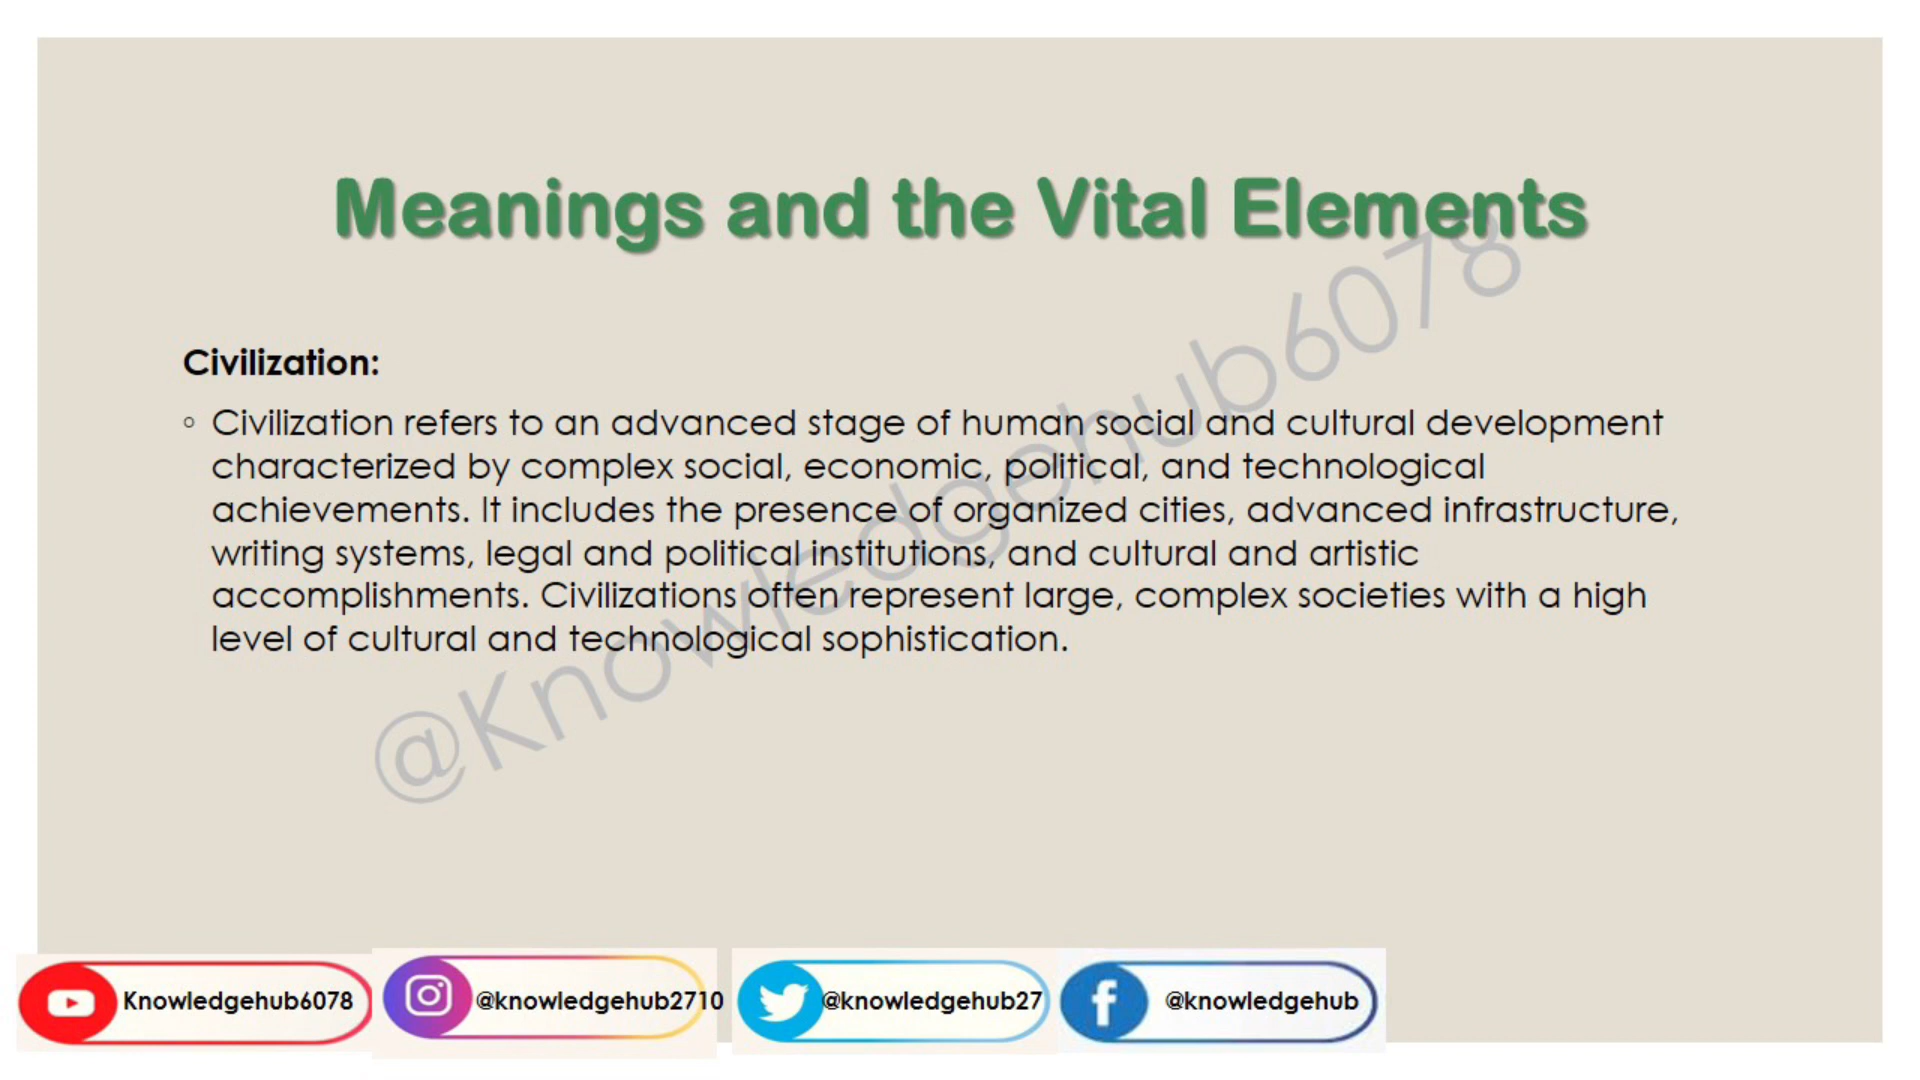 Meanings and the Vital Elements
Civilization:
◦ Civilization refers to an advanced stage of human social and cultural development
characterized by complex social, economic, political, and technological
achievements. It includes the presence of organized cities, advanced infrastructure,
writing systems, legal and political institutions, and cultural and artistic
accomplishments. Civilizations often represent large, complex societies with a high
level of cultural and technological sophistication.
@Knowledgehub6078
Knowledgehub6078
@knowledgehub2710
@knowledgehub27
@knowledgehub